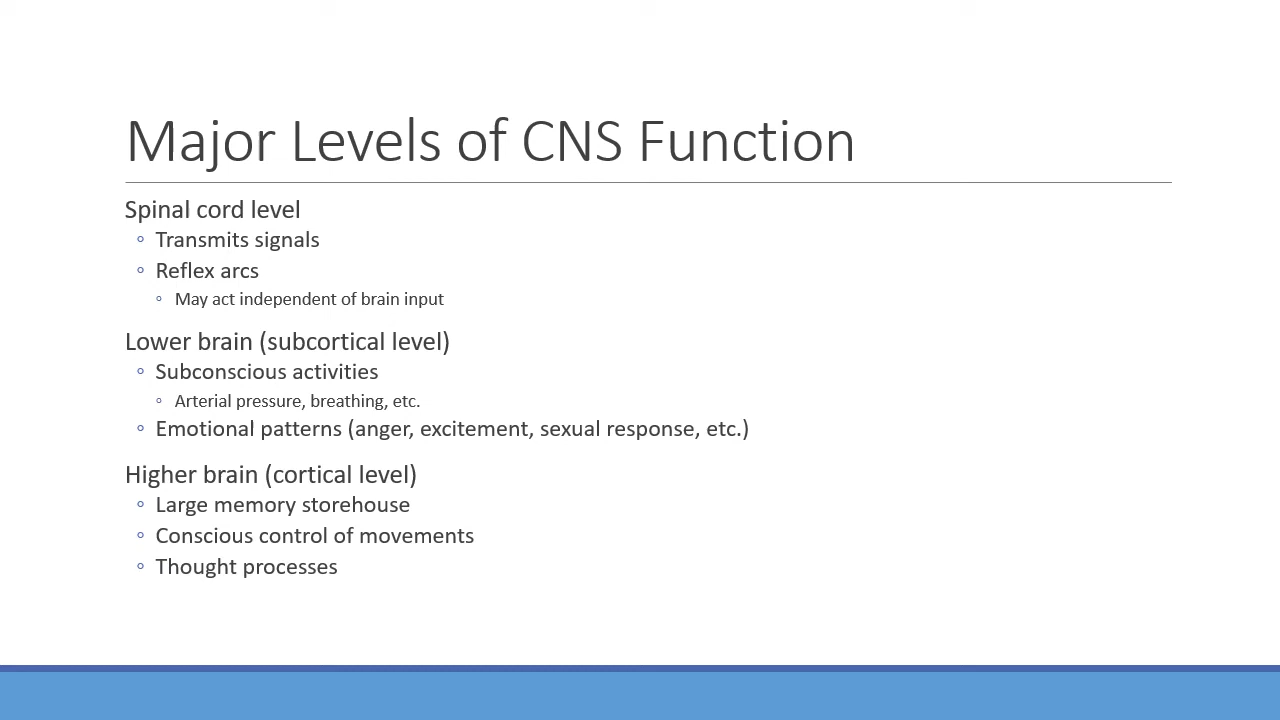 Major Levels of CNS Function
Spinal cord level
◦ Transmits signals
◦ Reflex arcs
◦ May act independent of brain input
Lower brain (subcortical level)
◦ Subconscious activities
◦ Arterial pressure, breathing, etc.
◦ Emotional patterns (anger, excitement, sexual response, etc.)
Higher brain (cortical level)
◦ Large memory storehouse
◦ Conscious control of movements
◦ Thought processes